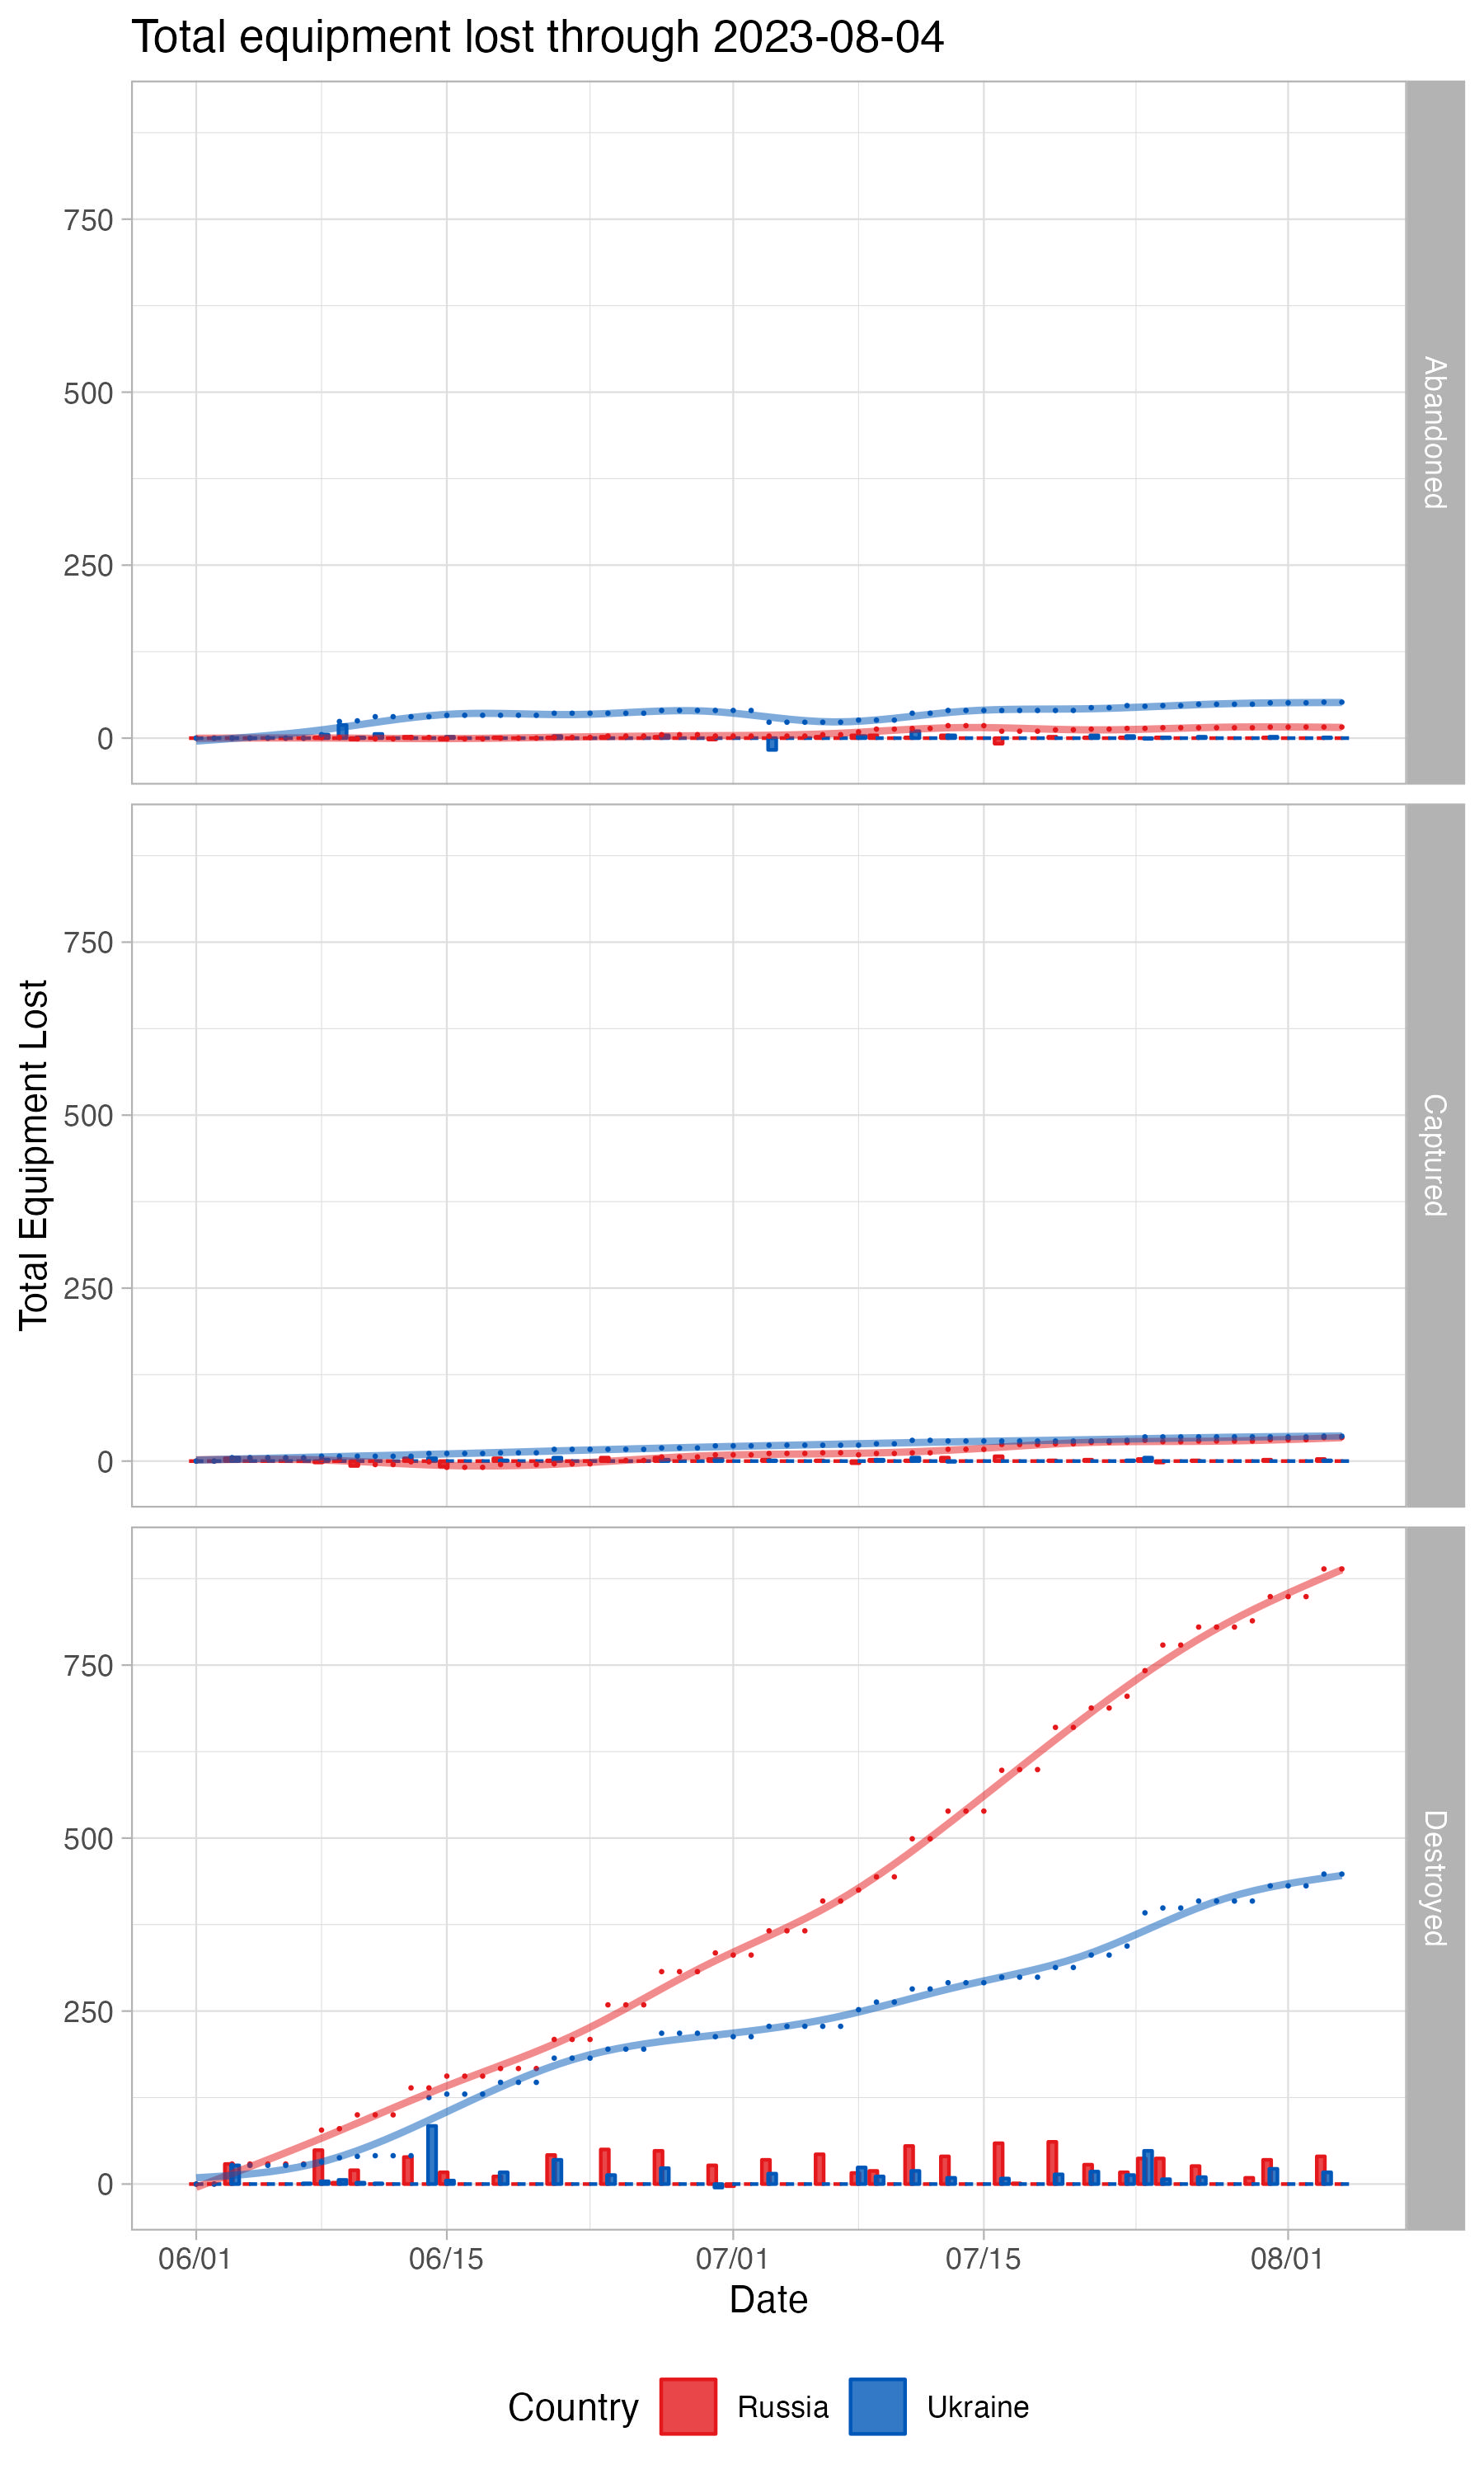 Total equipment lost through 2023-08-04
750
500
250
0
Abandoned
Total Equipment Lost
750
500
250
0
Captured
750
500
250
0
Destroyed
06/01 06/15 07/01 07/15 08/01
Date
Country Russia Ukraine